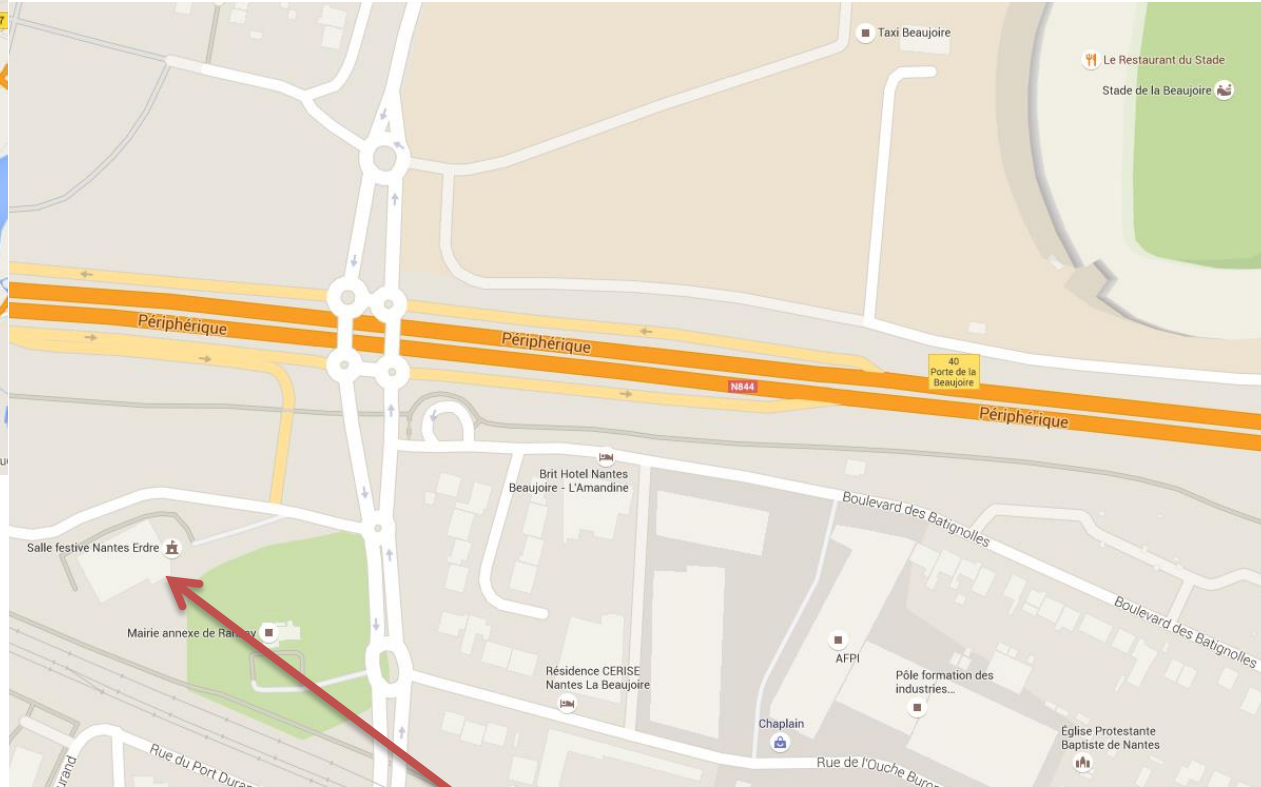 7
Taxi Beaujoire
Le Restaurant du Stade
Stade de la Beaujoire
Périphérique
Périphérique
40
Porte de la
Beaujoire
N844
Périphérique
Brit Hotel Nantes
Beaujoire - L'Amandine
Boulevard des Batignolles
Salle festive Nantes Erdre
Boulevard des Batignolles
Mairie annexe de
AFPI
Résidence CERISE
Nantes La Beaujoire
Pôle formation des
industries...
Chaplain
Église Protestante
Baptiste de Nantes
Rue du Port
Rue de l'Ouche